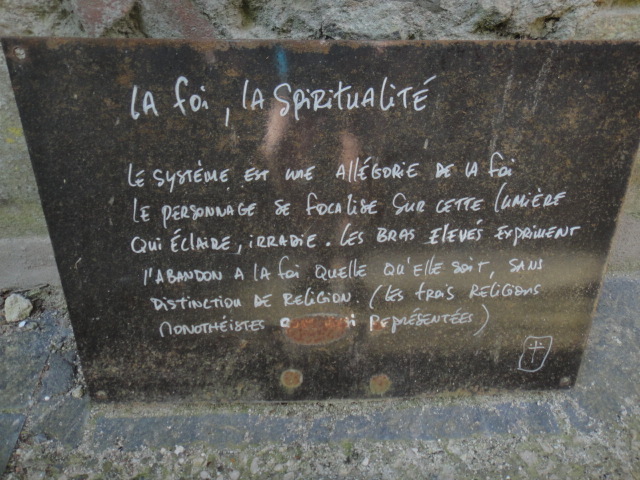 LA foi, LA SpiRitualité
LE SYSTÈME EST UNE ALLÉGORIE DE LA foi
LE PERSONNAGE SE FOCALISE SUR CETTE LUMIÈRE
QUI ÉCLAIRE, IRRADIE. LES BRAS ELEVÉS EXPRIMENT
l'ABANDON A LA foi QUELLE QU'ELLE SOIT, SANS
DISTINCTION DE RELIGION. (LES TROIS RELIGIONS
MONOTHÉISTES REPRÉSENTÉES)